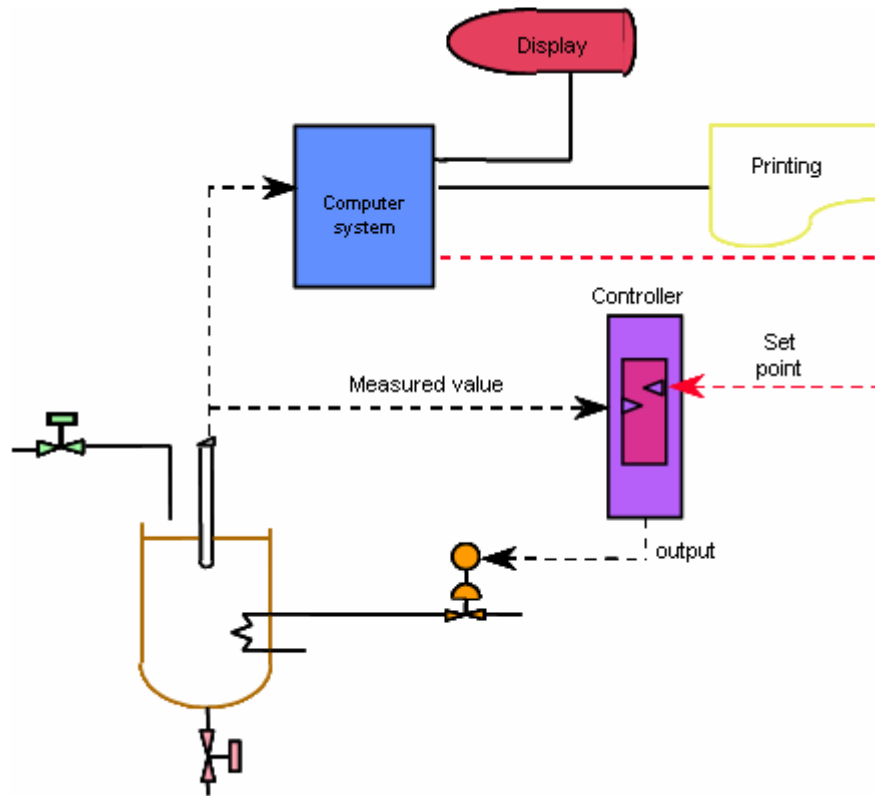 Display
Printing
Computer
system
Controller
Set
point
Measured value
output